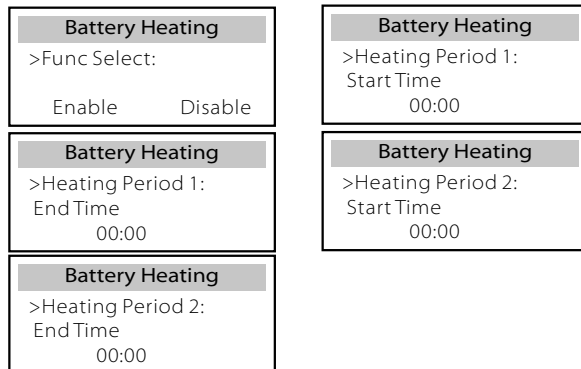 Battery Heating
>Func Select:
Enable Disable
Battery Heating
>Heating Period 1:
Start Time
00:00
Battery Heating
>Heating Period 1:
End Time
00:00
Battery Heating
>Heating Period 2:
Start Time
00:00
Battery Heating
>Heating Period 2:
End Time
00:00